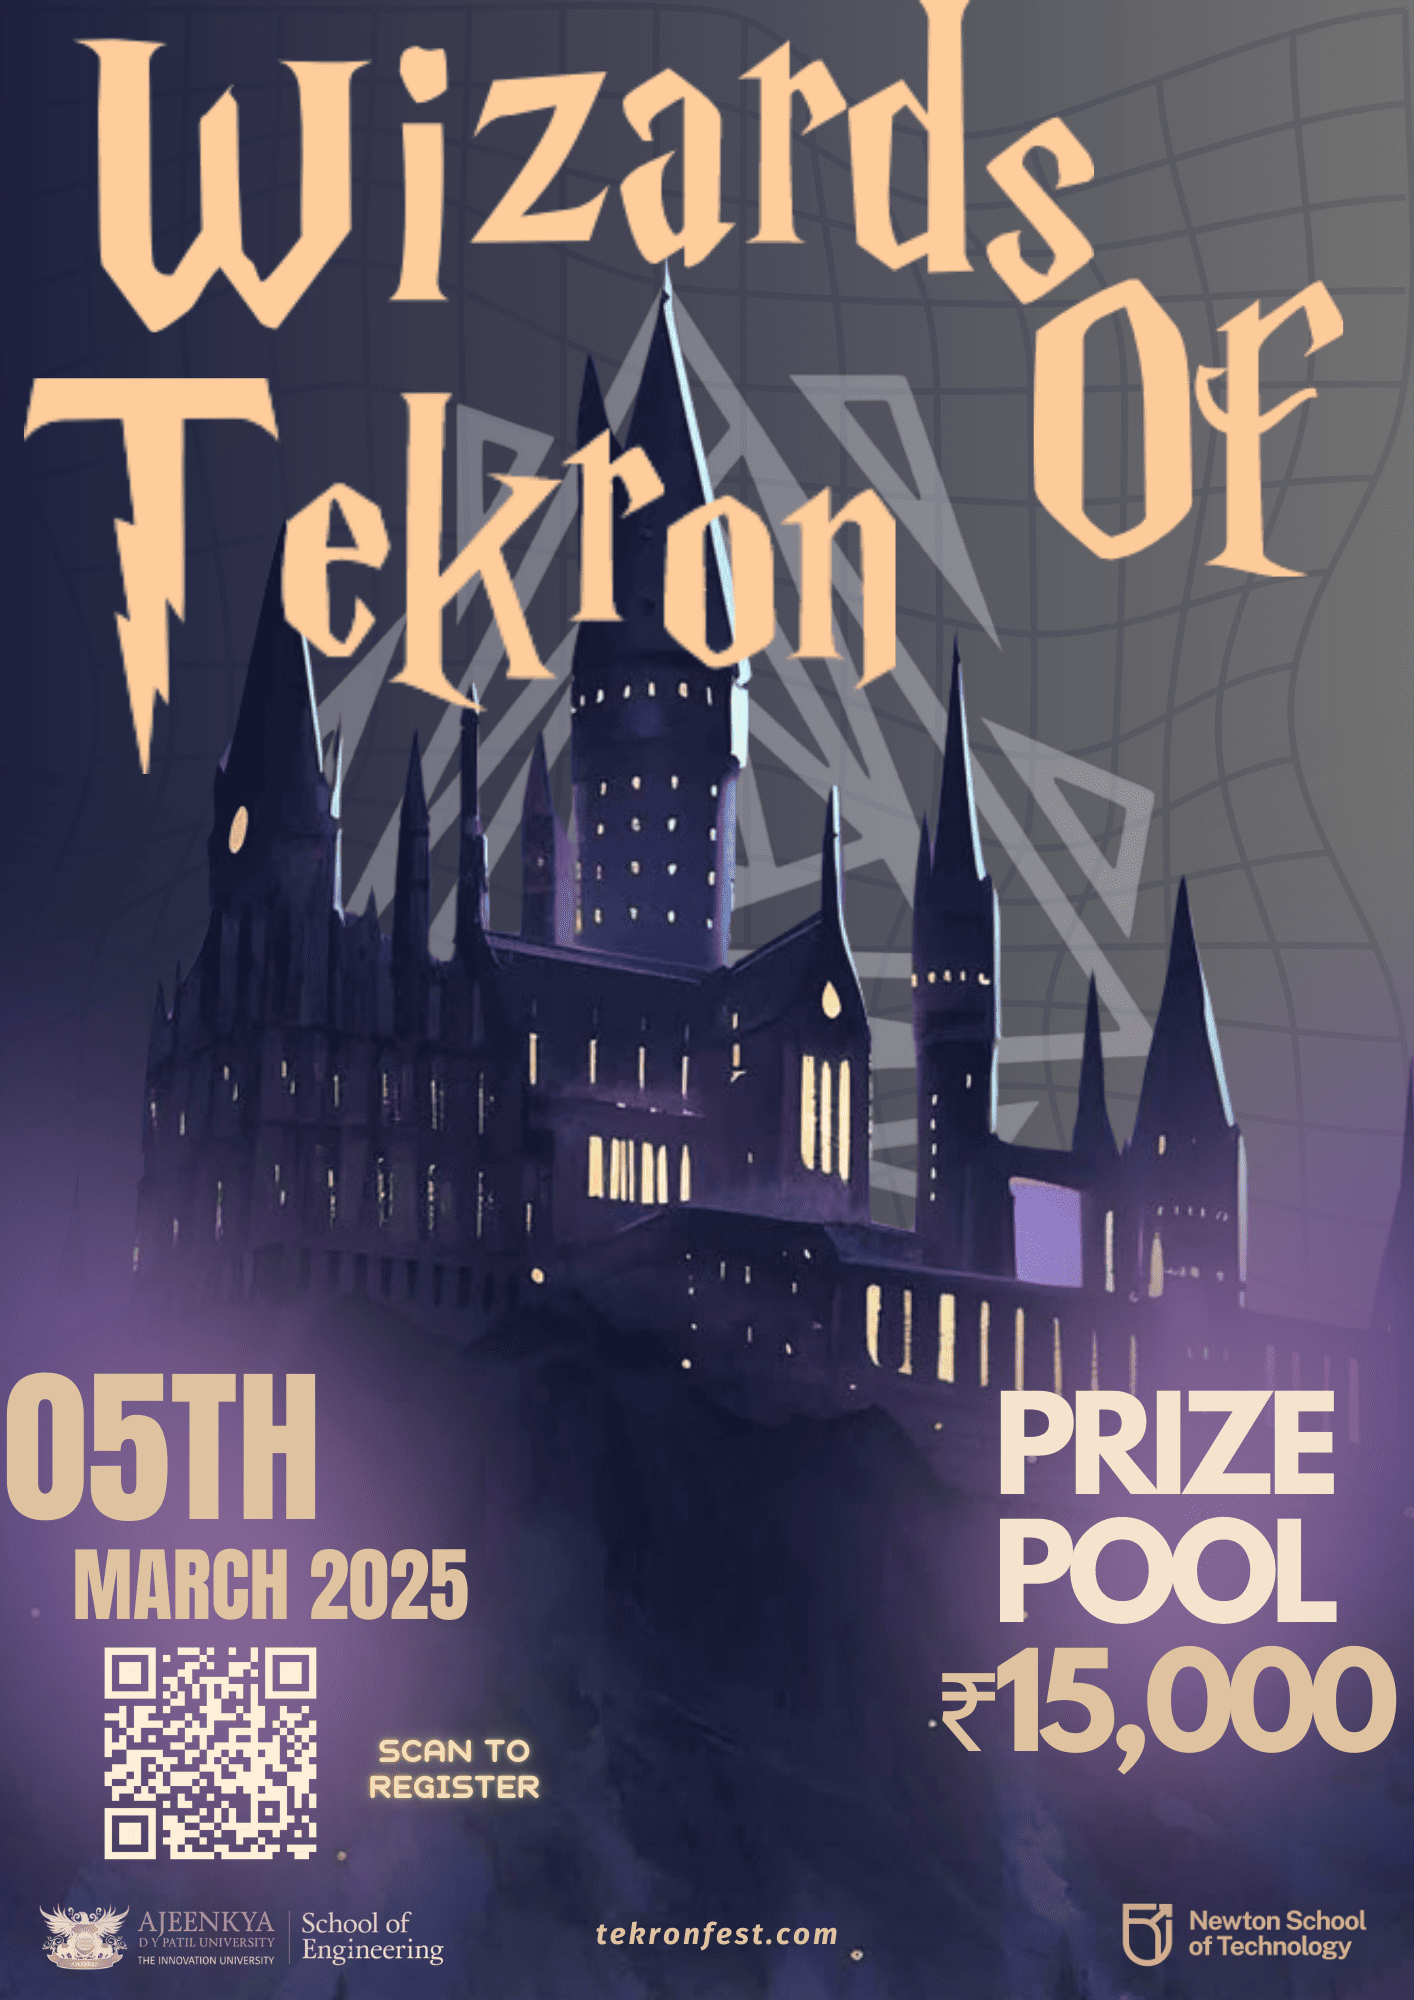 Wizards
Of
Tekron
05TH
MARCH 2025
PRIZE
POOL
₹15,000
SCAN TO
REGISTER
AJEENKYA
D Y PATIL UNIVERSITY
THE INNOVATION UNIVERSITY
School of
Engineering
tekronfest.com
Newton School
of Technology